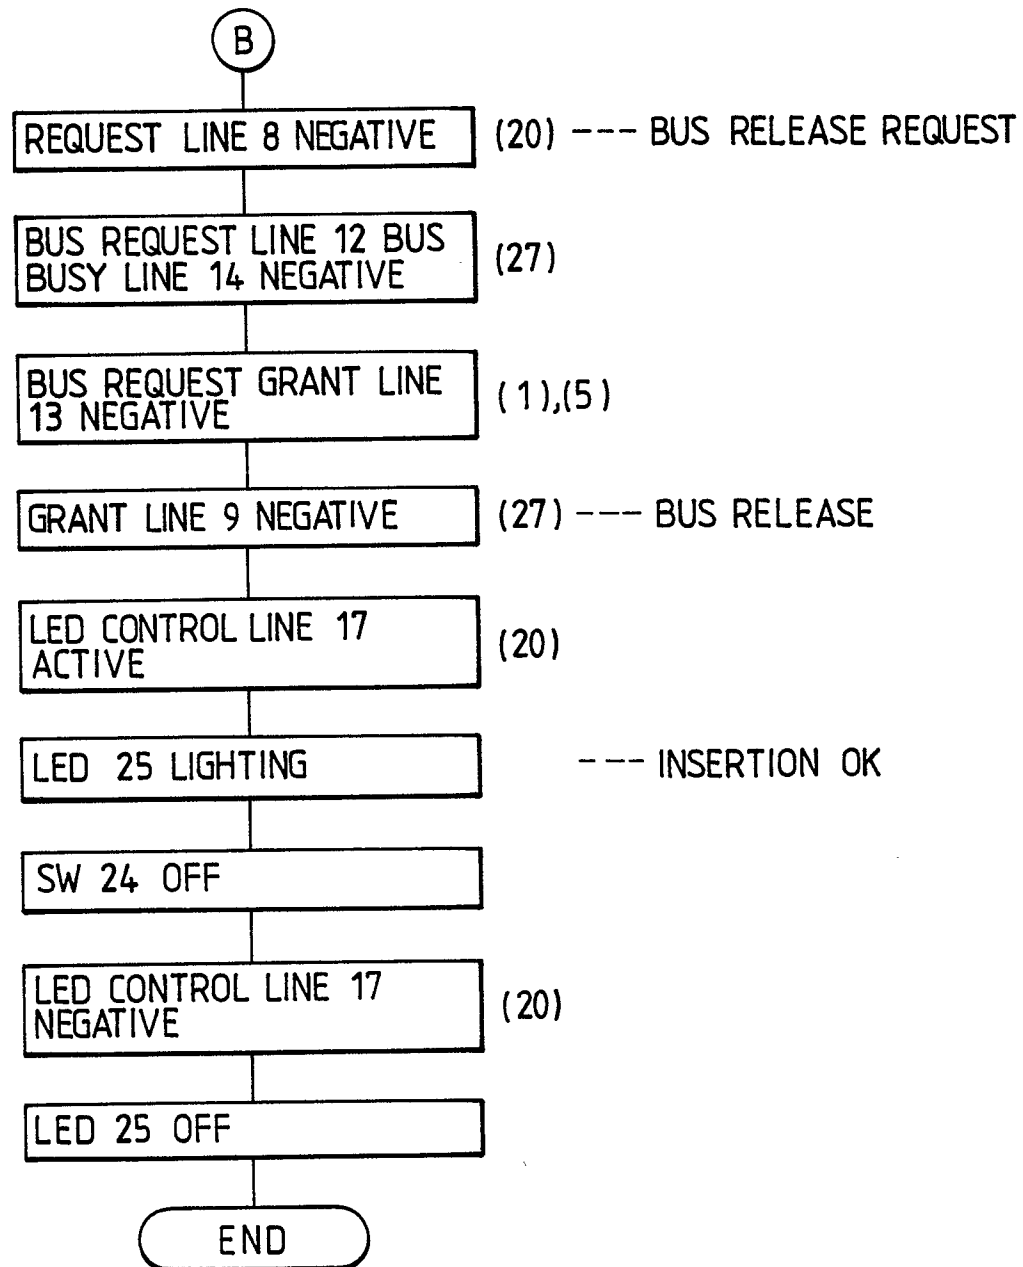 B
REQUEST LINE 8 NEGATIVE (20) --- BUS RELEASE REQUEST
BUS REQUEST LINE 12 BUS
BUSY LINE 14 NEGATIVE (27)
BUS REQUEST GRANT LINE
13 NEGATIVE (1),(5)
GRANT LINE 9 NEGATIVE (27) --- BUS RELEASE
LED CONTROL LINE 17
ACTIVE (20)
LED 25 LIGHTING --- INSERTION OK
SW 24 OFF
LED CONTROL LINE 17
NEGATIVE (20)
LED 25 OFF
END